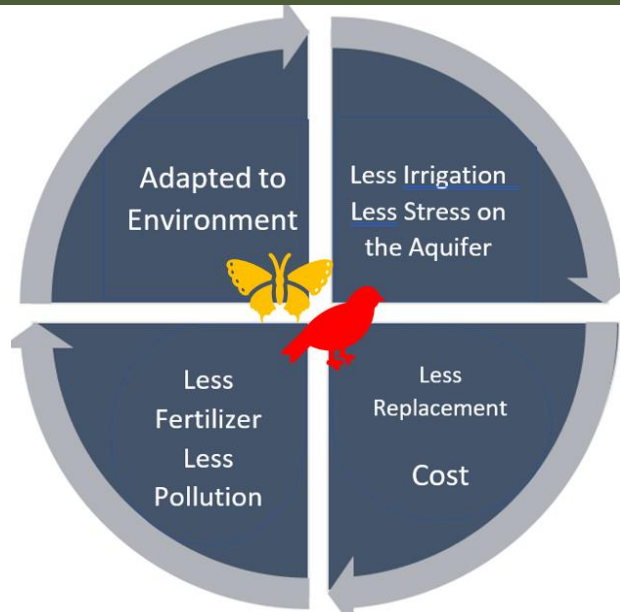 Adapted to
Environment
Less Irrigation
Less Stress on
the Aquifer
Less
Fertilizer
Less
Pollution
Less
Replacement
Cost